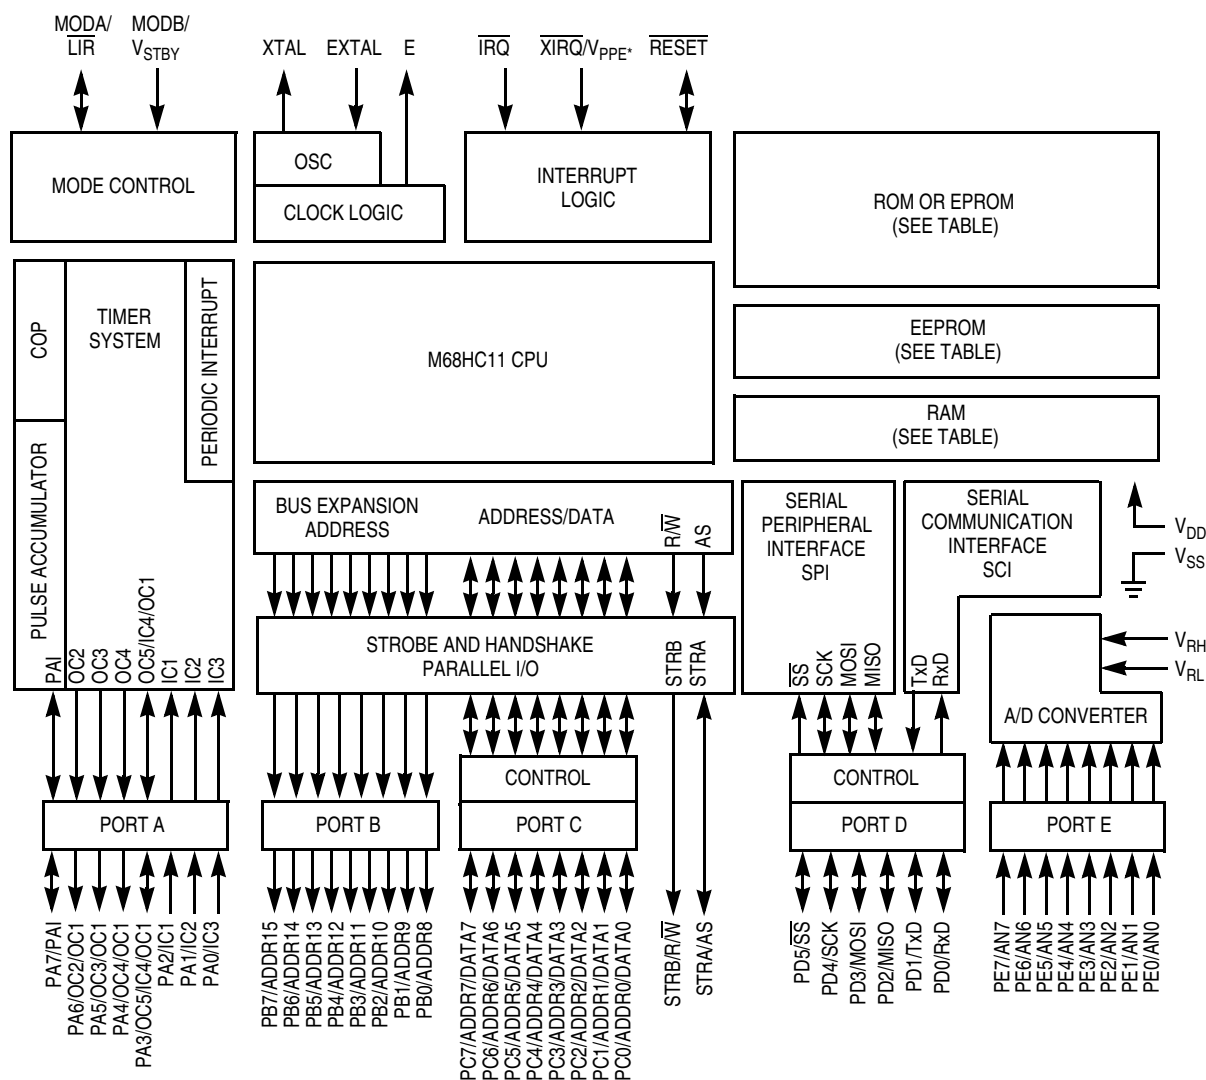 MODA/
L̅I̅R̅
MODB/
VSTBY
XTAL
EXTAL
E
I̅R̅Q̅
X̅I̅R̅Q̅/VPPE*
R̅E̅S̅E̅T̅
MODE CONTROL
OSC
CLOCK LOGIC
INTERRUPT
LOGIC
ROM OR EPROM
(SEE TABLE)
COP
TIMER
SYSTEM
PERIODIC INTERRUPT
M68HC11 CPU
EEPROM
(SEE TABLE)
RAM
(SEE TABLE)
PULSE ACCUMULATOR
PAI
OC2
OC3
OC4
OC5/IC4/OC1
IC1
IC2
IC3
BUS EXPANSION
ADDRESS
ADDRESS/DATA
R/W̅
AS
STROBE AND HANDSHAKE
PARALLEL I/O
STRB
STRA
SERIAL
PERIPHERAL
INTERFACE
SPI
S̅S̅
SCK
MOSI
MISO
SERIAL
COMMUNICATION
INTERFACE
SCI
TxD
RxD
VDD
VSS
VRH
VRL
A/D CONVERTER
CONTROL
CONTROL
PORT A
PORT B
PORT C
PORT D
PORT E
PA7/PAI
PA6/OC2/OC1
PA5/OC3/OC1
PA4/OC4/OC1
PA3/OC5/IC4/OC1
PA2/IC1
PA1/IC2
PA0/IC3
PB7/ADDR15
PB6/ADDR14
PB5/ADDR13
PB4/ADDR12
PB3/ADDR11
PB2/ADDR10
PB1/ADDR9
PB0/ADDR8
PC7/ADDR7/DATA7
PC6/ADDR6/DATA6
PC5/ADDR5/DATA5
PC4/ADDR4/DATA4
PC3/ADDR3/DATA3
PC2/ADDR2/DATA2
PC1/ADDR1/DATA1
PC0/ADDR0/DATA0
STRB/R/W̅
STRA/AS
PD5/S̅S̅
PD4/SCK
PD3/MOSI
PD2/MISO
PD1/TxD
PD0/RxD
PE7/AN7
PE6/AN6
PE5/AN5
PE4/AN4
PE3/AN3
PE2/AN2
PE1/AN1
PE0/AN0